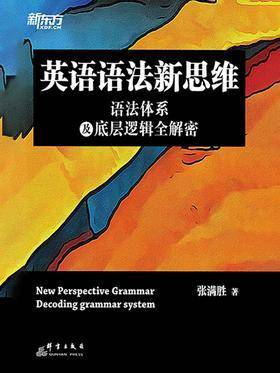 新东方
XDF.CN
英语语法新思维
语法体系
及底层逻辑全解密
New Perspective Grammar
Decoding grammar system
张满胜 著
群言出版社
QUNYAN PRESS